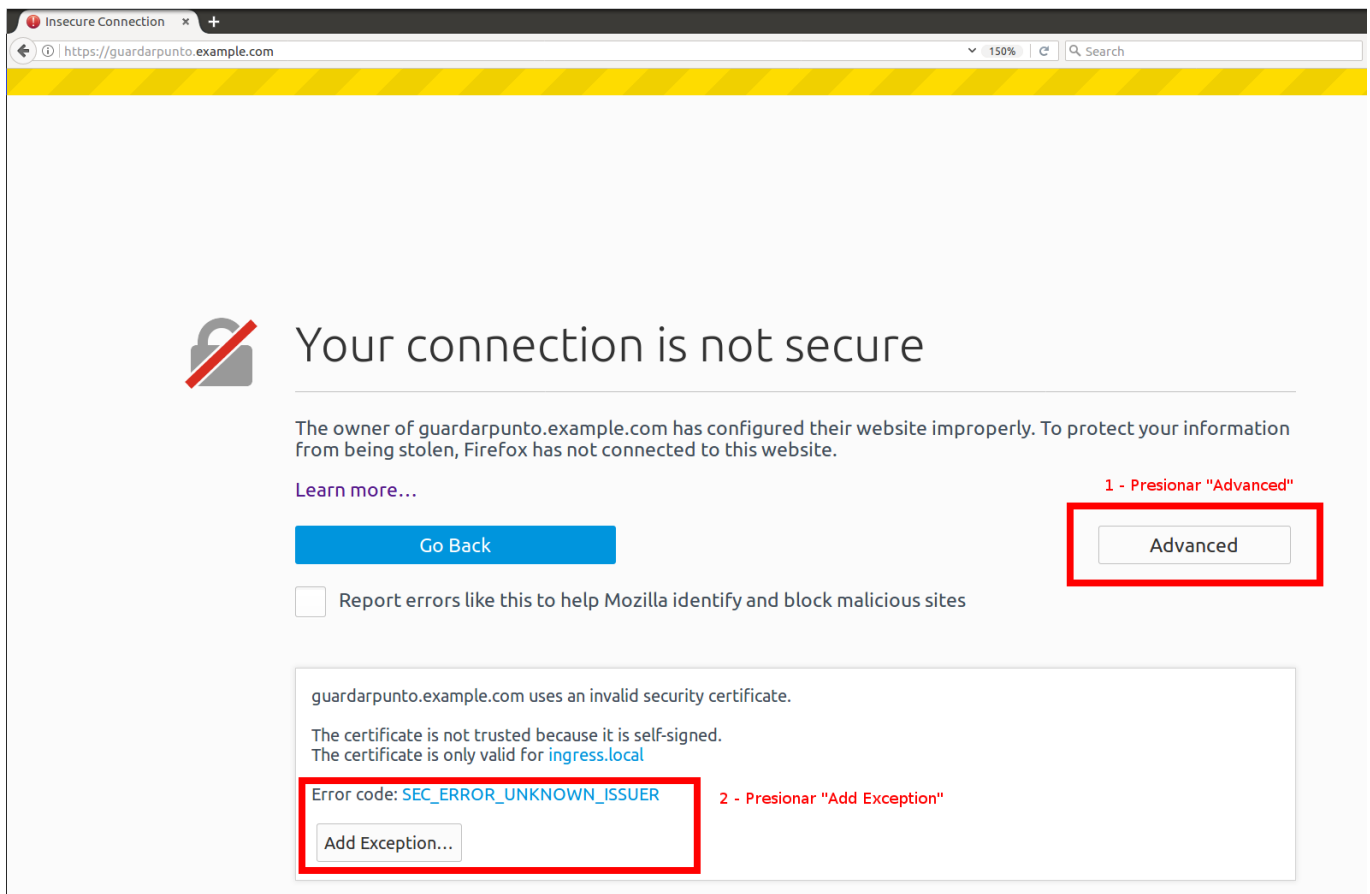 Insecure Connection
https://guardarpunto.example.com
150%
Search
Your connection is not secure
The owner of guardarpunto.example.com has configured their website improperly. To protect your information
from being stolen, Firefox has not connected to this website.
Learn more…
1 - Presionar "Advanced"
Go Back
Advanced
Report errors like this to help Mozilla identify and block malicious sites
guardarpunto.example.com uses an invalid security certificate.
The certificate is not trusted because it is self-signed.
The certificate is only valid for ingress.local
Error code: SEC_ERROR_UNKNOWN_ISSUER
2 - Presionar "Add Exception"
Add Exception…